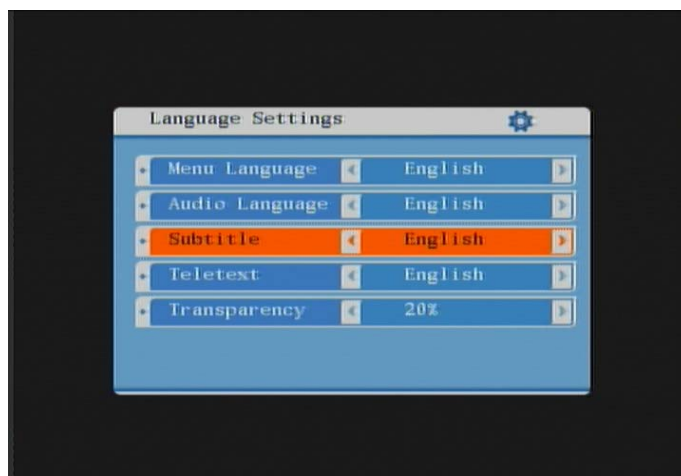 Language Settings
Menu Language English
Audio Language English
Subtitle English
Teletext English
Transparency 20%